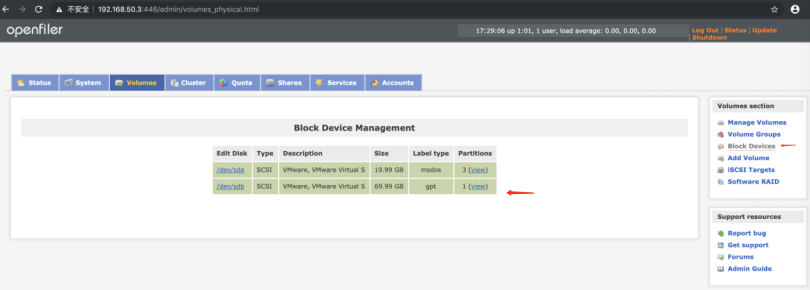 不安全 | 192.168.50.3:446/admin/volumes_physical.html
openfiler
17:29:06 up 1:01, 1 user, load average: 0.00, 0.00, 0.00
Log Out | Status | Update
| Shutdown
Status System Volumes Cluster Quota Shares Services Accounts
Block Device Management
Edit Disk Type Description Size Label type Partitions
/dev/sda SCSI VMware, VMware Virtual S 19.99 GB msdos 3 (view)
/dev/sdb SCSI VMware, VMware Virtual S 69.99 GB gpt 1 (view)
Volumes section
Manage Volumes
Volume Groups
Block Devices
Add Volume
iSCSI Targets
Software RAID
Support resources
Report bug
Get support
Forums
Admin Guide